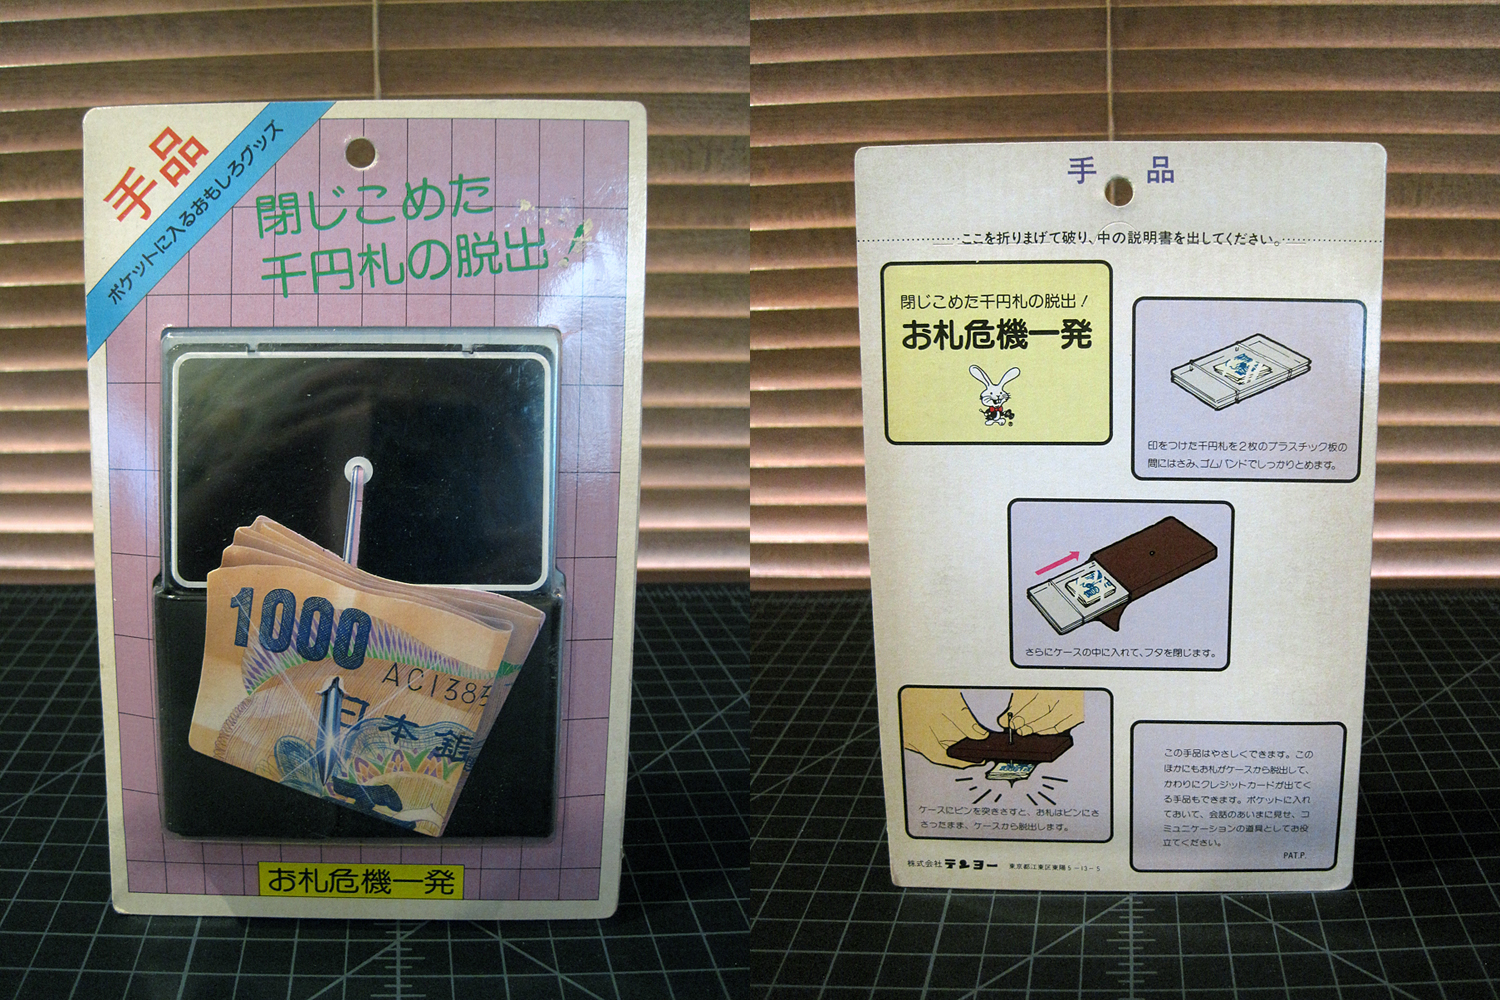 手品
ポケットに入るおもしろグッズ
閉じこめた
千円札の脱出!
1000
AC1383
日本銀
お札危機一発
手品
ここを折りまげて破り、中の説明書を出してください。
閉じこめた千円札の脱出!
お札危機一発
®
印をつけた千円札を2枚のプラスチック板の
間にはさみ、ゴムバンドでしっかりとめます。
さらにケースの中に入れて、フタを閉じます。
ケースにピンを突きさすと、お札はピンにさ
さったまま、ケースから脱出します。
この手品はやさしくできます。この
ほかにもお札がケースから脱出して、
かわりにクレジットカードが出てく
る手品もできます。ポケットに入れ
ておいて、会話のあいまに見せ、コ
ミュニケーションの道具としてお役
立てください。
PAT.P.
株式会社 テンヨー 東京都江東区東陽5-13-5